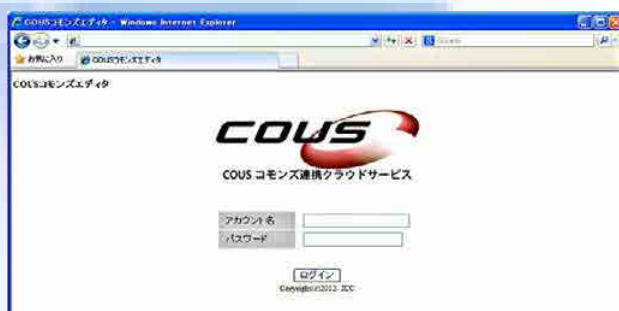 COUSコモンズエディタ - Windows Internet Explorer
お気に入り COUSコモンズエディタ
COUSコモンズエディタ
COUS
COUS コモンズ連携クラウドサービス
アカウント名
パスワード
ログイン
Copyright(c)2012- JCC